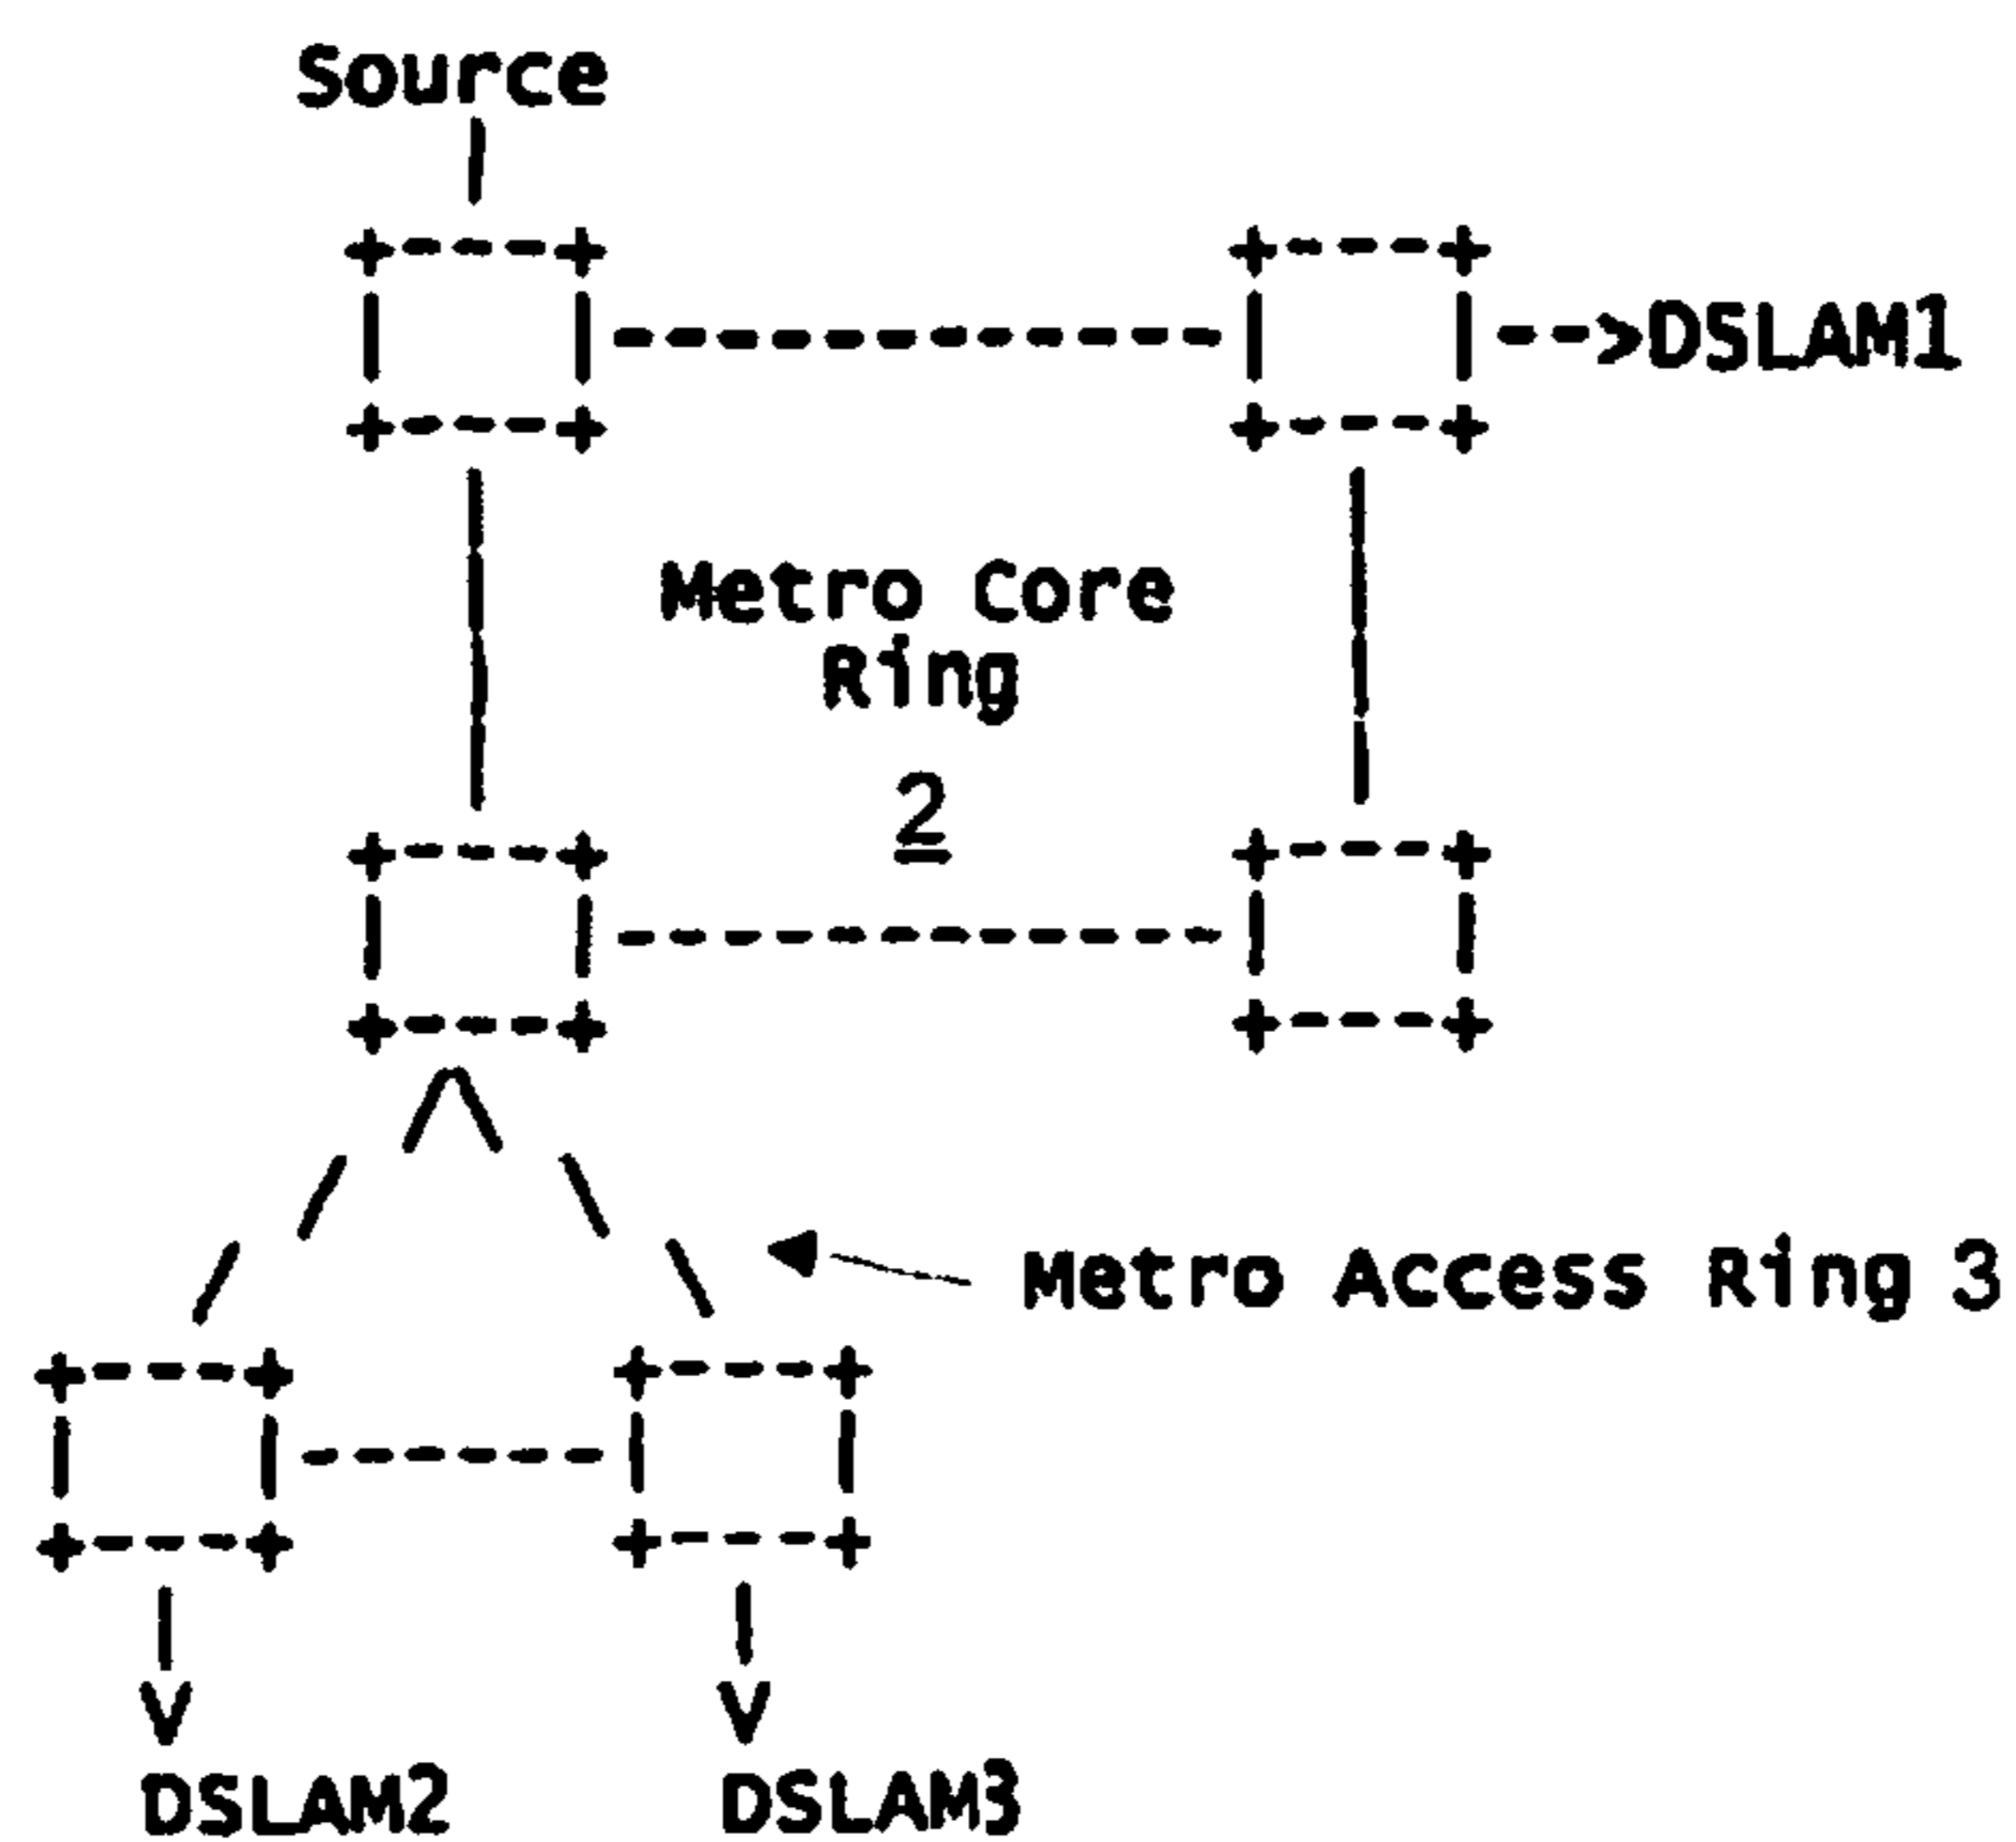 Source
-->DSLAM1
Metro Core
Ring
2
Metro Access Ring 3
DSLAM2
DSLAM3